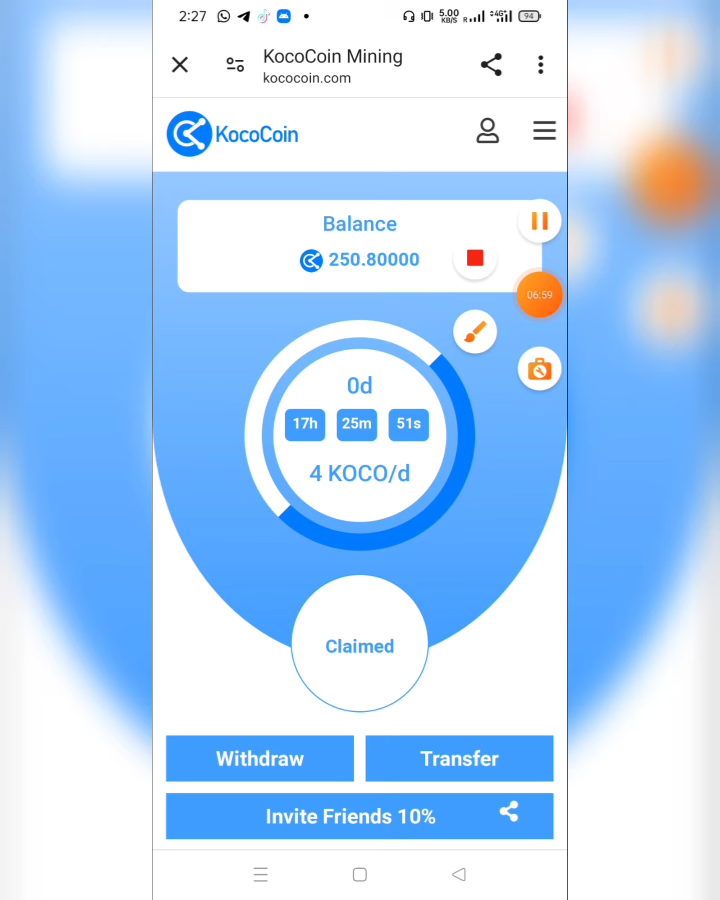 2:27
5.00
KB/S
R
4G+
94
KocoCoin Mining
kococoin.com
KocoCoin
Balance
250.80000
06:59
0d
17h 25m 51s
4 KOCO/d
Claimed
Withdraw Transfer
Invite Friends 10%